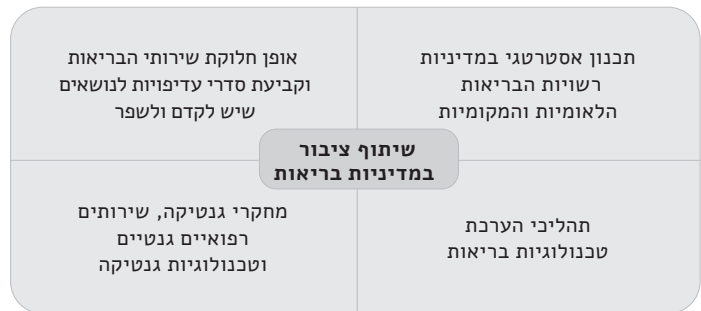 תכנון אסטרטגי במדיניות
רשויות הבריאות
הלאומיות והמקומיות
אופן חלוקת שירותי הבריאות
וקביעת סדרי עדיפויות לנושאים
שיש לקדם ולשפר
שיתוף ציבור
במדיניות בריאות
תהליכי הערכת
טכנולוגיות בריאות
מחקרי גנטיקה, שירותים
רפואיים גנטיים
וטכנולוגיות גנטיקה